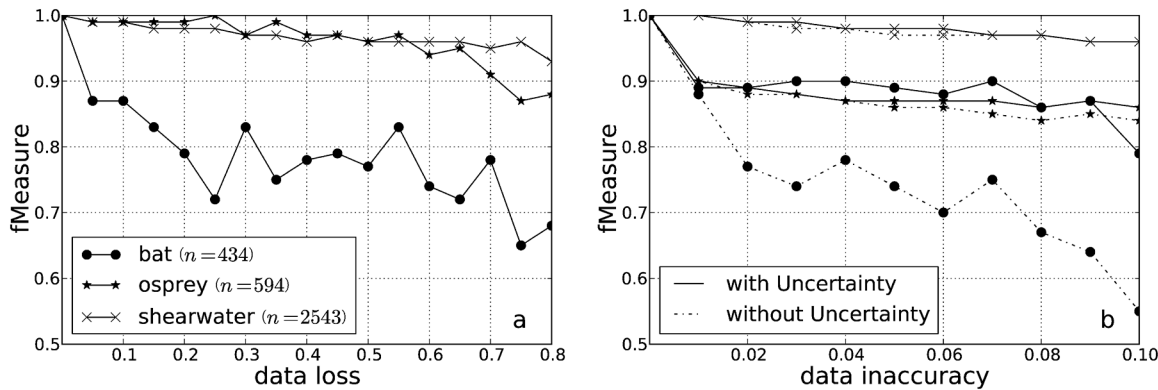 1.0
0.9
0.8
0.7
0.6
0.5
fMeasure
bat (n=434)
osprey (n=594)
shearwater (n=2543)
a
0.1 0.2 0.3 0.4 0.5 0.6 0.7 0.8
data loss
1.0
0.9
0.8
0.7
0.6
0.5
fMeasure
with Uncertainty
without Uncertainty
b
0.02 0.04 0.06 0.08 0.10
data inaccuracy